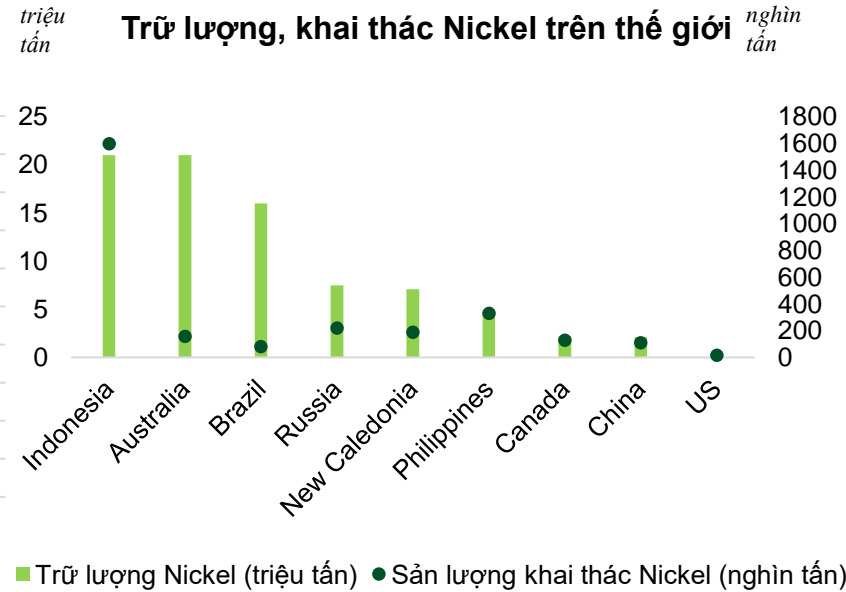 triệu
tấn
Trữ lượng, khai thác Nickel trên thế giới
nghìn
tấn
25
20
15
10
5
0
1800
1600
1400
1200
1000
800
600
400
200
0
Indonesia
Australia
Brazil
Russia
New Caledonia
Philippines
Canada
China
US
Trữ lượng Nickel (triệu tấn)
Sản lượng khai thác Nickel (nghìn tấn)